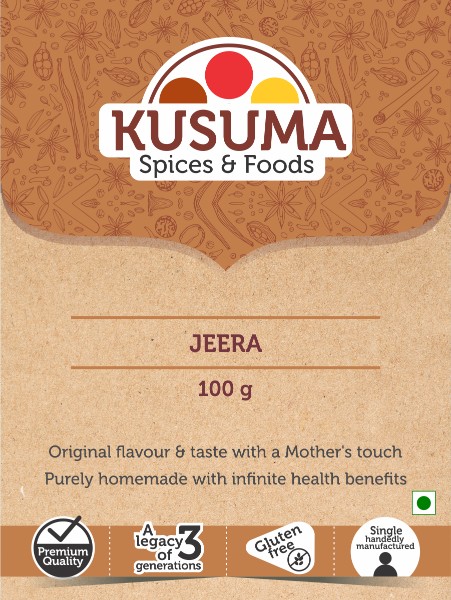 KUSUMA
Spices & Foods
JEERA
100 g
Original flavour & taste with a Mother's touch
Purely homemade with infinite health benefits
Premium
Quality
A
legacy
of
3
generations
Gluten
free
Single
handedly
manufactured